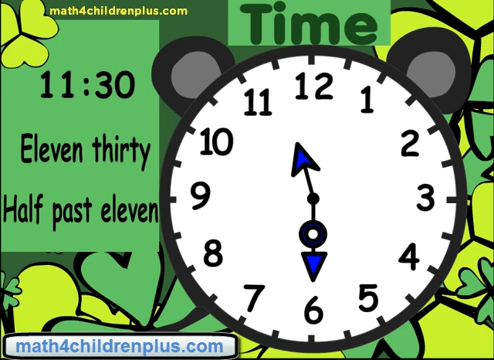 math4childrenplus.com
Time
11:30
Eleven thirty
Half past eleven
12
1
2
3
4
5
6
7
8
9
10
11
math4childrenplus.com